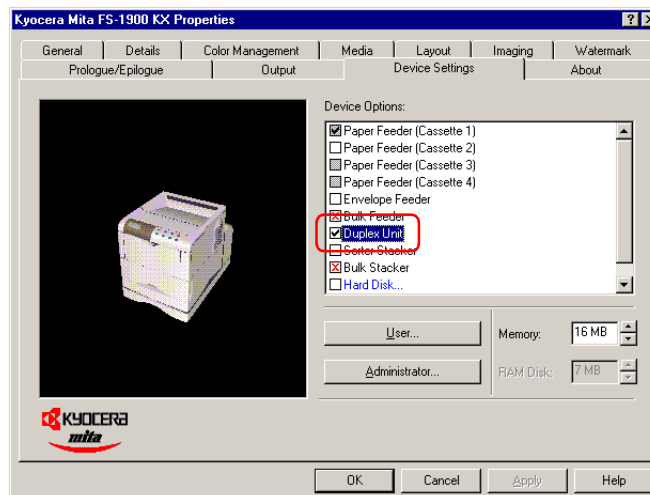 Kyocera Mita FS-1900 KX Properties
General Details Color Management Media Layout Imaging Watermark
Prologue/Epilogue Output Device Settings About
Device Options:
Paper Feeder (Cassette 1)
Paper Feeder (Cassette 2)
Paper Feeder (Cassette 3)
Paper Feeder (Cassette 4)
Envelope Feeder
Bulk Feeder
Duplex Unit
Sorter Stacker
Bulk Stacker
Hard Disk...
User... Memory: 16 MB
Administrator... RAM Disk: 7 MB
KYOCERA
mita
OK Cancel Apply Help